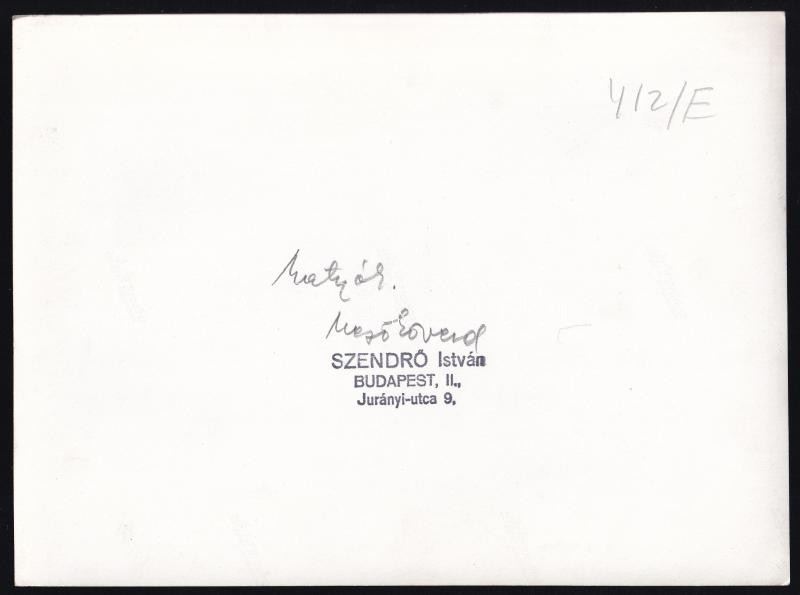 412/E
Matyók.
Mezőkövesd
SZENDRŐ István
BUDAPEST, II.,
Jurányi-utca 9.